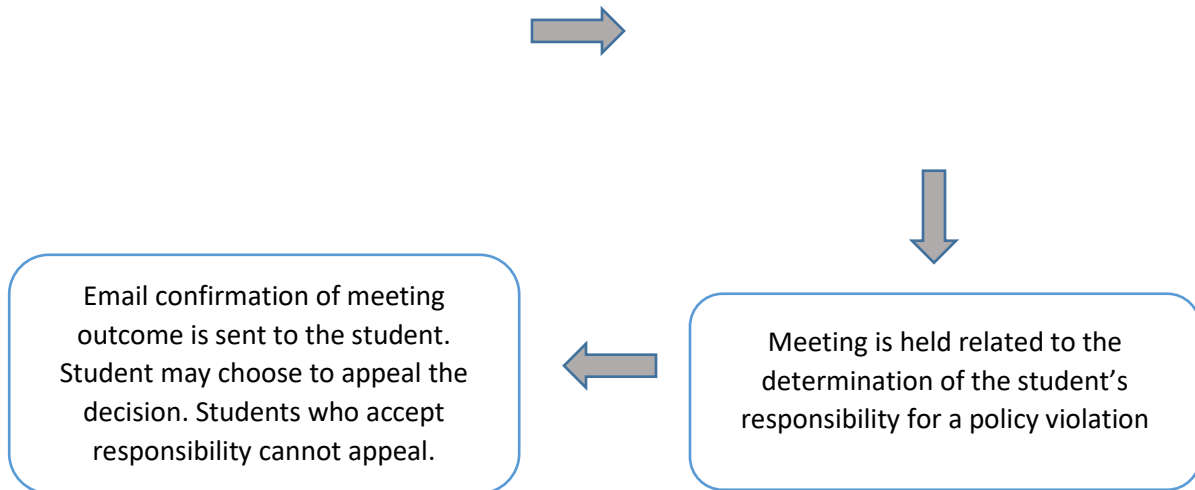 Email confirmation of meeting
outcome is sent to the student.
Student may choose to appeal the
decision. Students who accept
responsibility cannot appeal.
Meeting is held related to the
determination of the student’s
responsibility for a policy violation